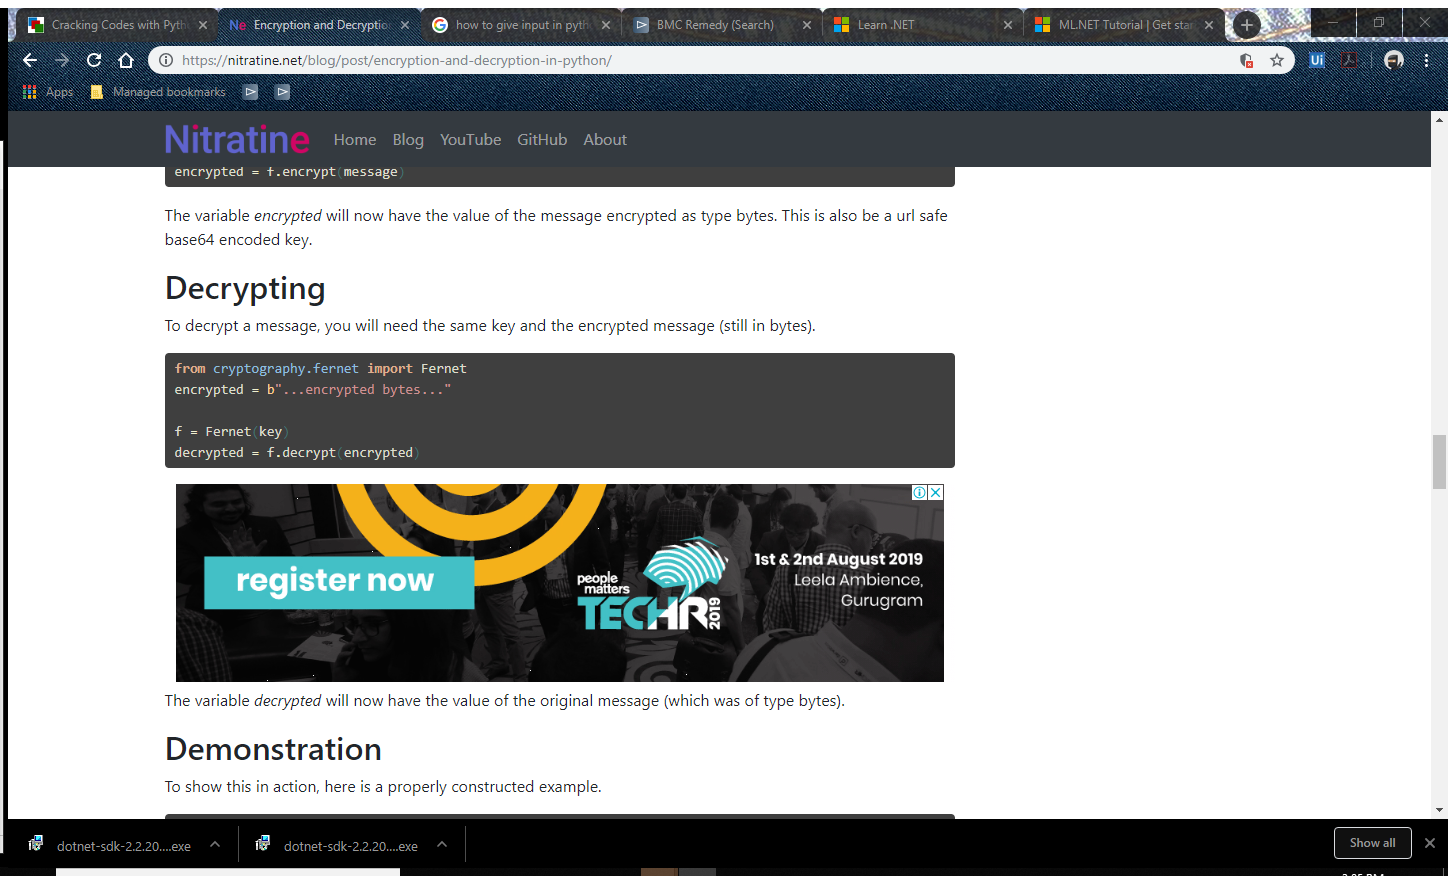 Cracking Codes with Pyth
Ne Encryption and Decryptio
how to give input in pyth
BMC Remedy (Search)
Learn .NET
ML.NET Tutorial | Get star
https://nitratine.net/blog/post/encryption-and-decryption-in-python/
Ui
Apps
Managed bookmarks
Nitratine
Home
Blog
YouTube
GitHub
About
encrypted = f.encrypt(message)
The variable encrypted will now have the value of the message encrypted as type bytes. This is also be a url safe
base64 encoded key.
Decrypting
To decrypt a message, you will need the same key and the encrypted message (still in bytes).
from cryptography.fernet import Fernet
encrypted = b"...encrypted bytes..."
f = Fernet(key)
decrypted = f.decrypt(encrypted)
register now
people
matters
TECHR
2019
1st & 2nd August 2019
Leela Ambience,
Gurugram
The variable decrypted will now have the value of the original message (which was of type bytes).
Demonstration
To show this in action, here is a properly constructed example.
dotnet-sdk-2.2.20....exe
dotnet-sdk-2.2.20....exe
Show all